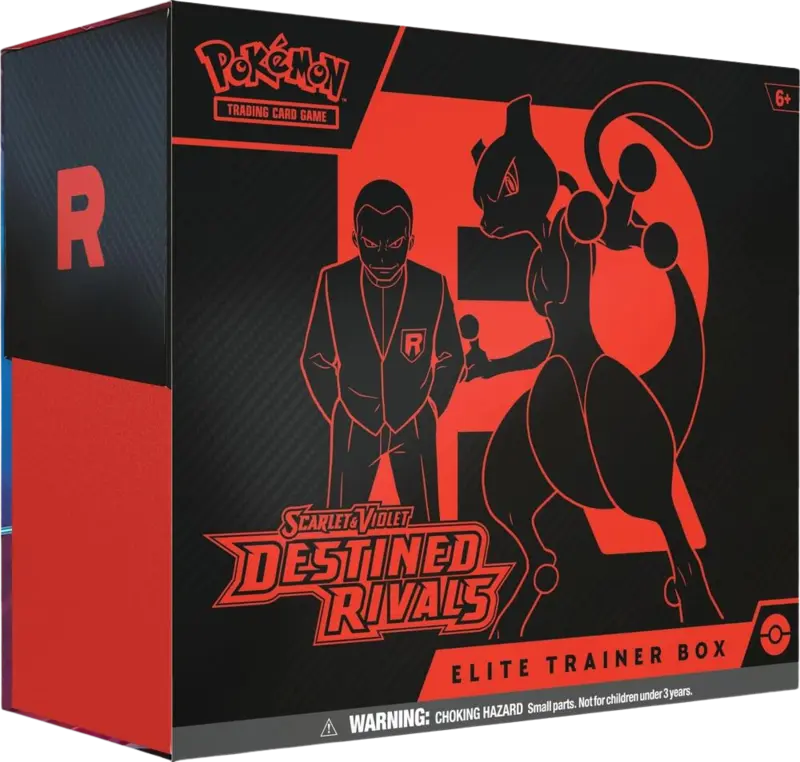 POKéMON
TRADING CARD GAME
6+
R
R
SCARLET & VIOLET
DESTINED
RIVALS
ELITE TRAINER BOX
WARNING: CHOKING HAZARD Small parts. Not for children under 3 years.